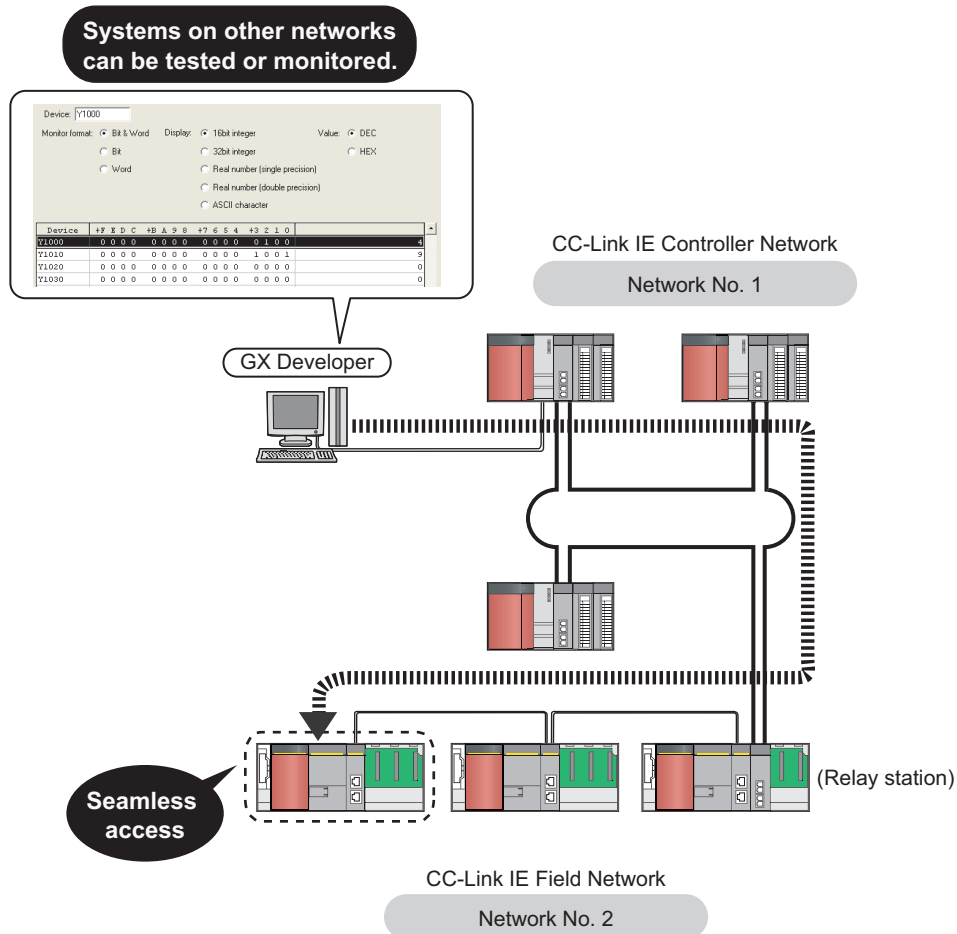 Systems on other networks
can be tested or monitored.
Device: Y1000
Monitor format: Bit & Word Display: 16bit integer Value: DEC
Bit 32bit integer HEX
Word Real number (single precision)
Real number (double precision)
ASCII character
Device +F E D C +B A 9 8 +7 6 5 4 +3 2 1 0
Y1000 0 0 0 0 0 0 0 0 0 0 0 0 0 1 0 0 4
Y1010 0 0 0 0 0 0 0 0 0 0 0 0 1 0 0 1 9
Y1020 0 0 0 0 0 0 0 0 0 0 0 0 0 0 0 0 0
Y1030 0 0 0 0 0 0 0 0 0 0 0 0 0 0 0 0 0
CC-Link IE Controller Network
Network No. 1
GX Developer
(Relay station)
Seamless
access
CC-Link IE Field Network
Network No. 2